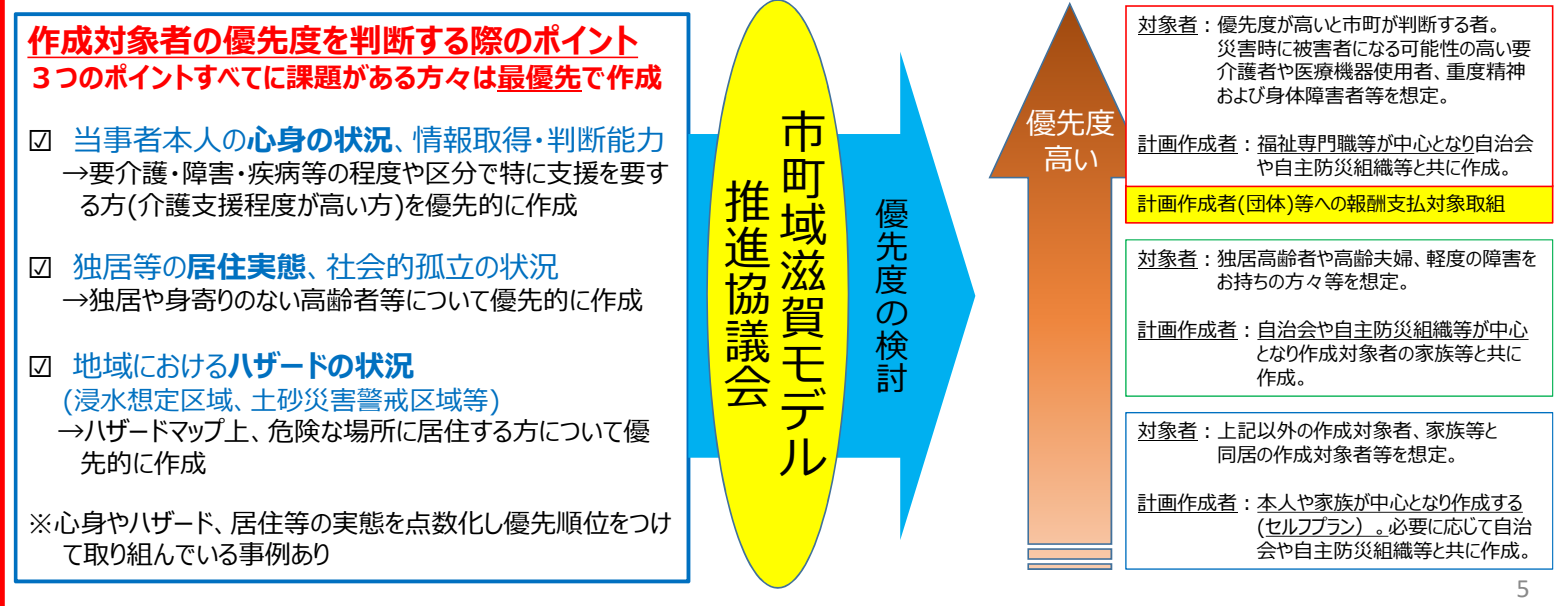 作成対象者の優先度を判断する際のポイント
３つのポイントすべてに課題がある方々は最優先で作成
☑ 当事者本人の心身の状況、情報取得・判断能力
→要介護・障害・疾病等の程度や区分で特に支援を要す
る方(介護支援程度が高い方)を優先的に作成
☑ 独居等の居住実態、社会的孤立の状況
→独居や身寄りのない高齢者等について優先的に作成
☑ 地域におけるハザードの状況
(浸水想定区域、土砂災害警戒区域等)
→ハザードマップ上、危険な場所に居住する方について優
先的に作成
※心身やハザード、居住等の実態を点数化し優先順位をつけ
て取り組んでいる事例あり
市町域滋賀モデル
推進協議会
優先度の検討
優先度
高い
対象者：優先度が高いと市町が判断する者。
災害時に被害者になる可能性の高い要
介護者や医療機器使用者、重度精神
および身体障害者等を想定。
計画作成者：福祉専門職等が中心となり自治会
や自主防災組織等と共に作成。
計画作成者(団体)等への報酬支払対象取組
対象者：独居高齢者や高齢夫婦、軽度の障害を
お持ちの方々等を想定。
計画作成者：自治会や自主防災組織等が中心
となり作成対象者の家族等と共に
作成。
対象者：上記以外の作成対象者、家族等と
同居の作成対象者等を想定。
計画作成者：本人や家族が中心となり作成する
(セルフプラン）。必要に応じて自治
会や自主防災組織等と共に作成。
5